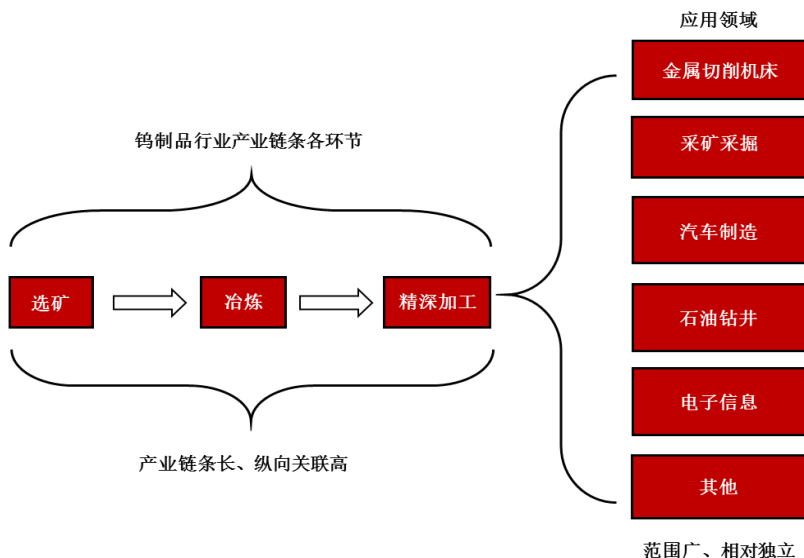 应用领域
金属切削机床
钨制品行业产业链条各环节
采矿采掘
汽车制造
选矿
冶炼
精深加工
石油钻井
电子信息
产业链条长、纵向关联高
其他
范围广、相对独立